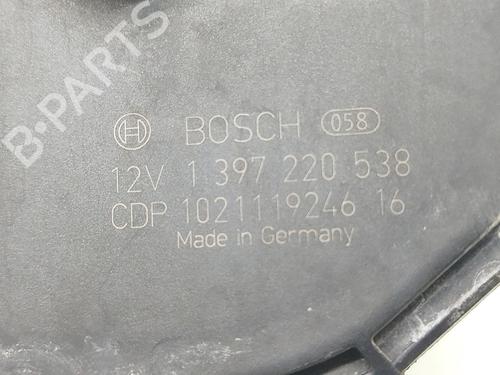 B-PARTS
BOSCH 058
12V 1 397 220 538
CDP 1021119246 16
Made in Germany